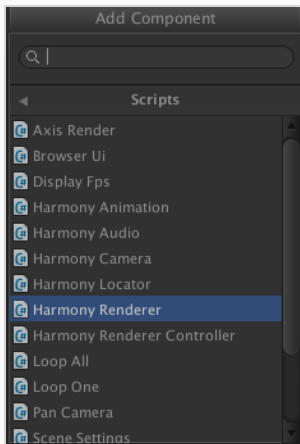 Add Component
Scripts
Axis Render
Browser Ui
Display Fps
Harmony Animation
Harmony Audio
Harmony Camera
Harmony Locator
Harmony Renderer
Harmony Renderer Controller
Loop All
Loop One
Pan Camera
Scene Settings